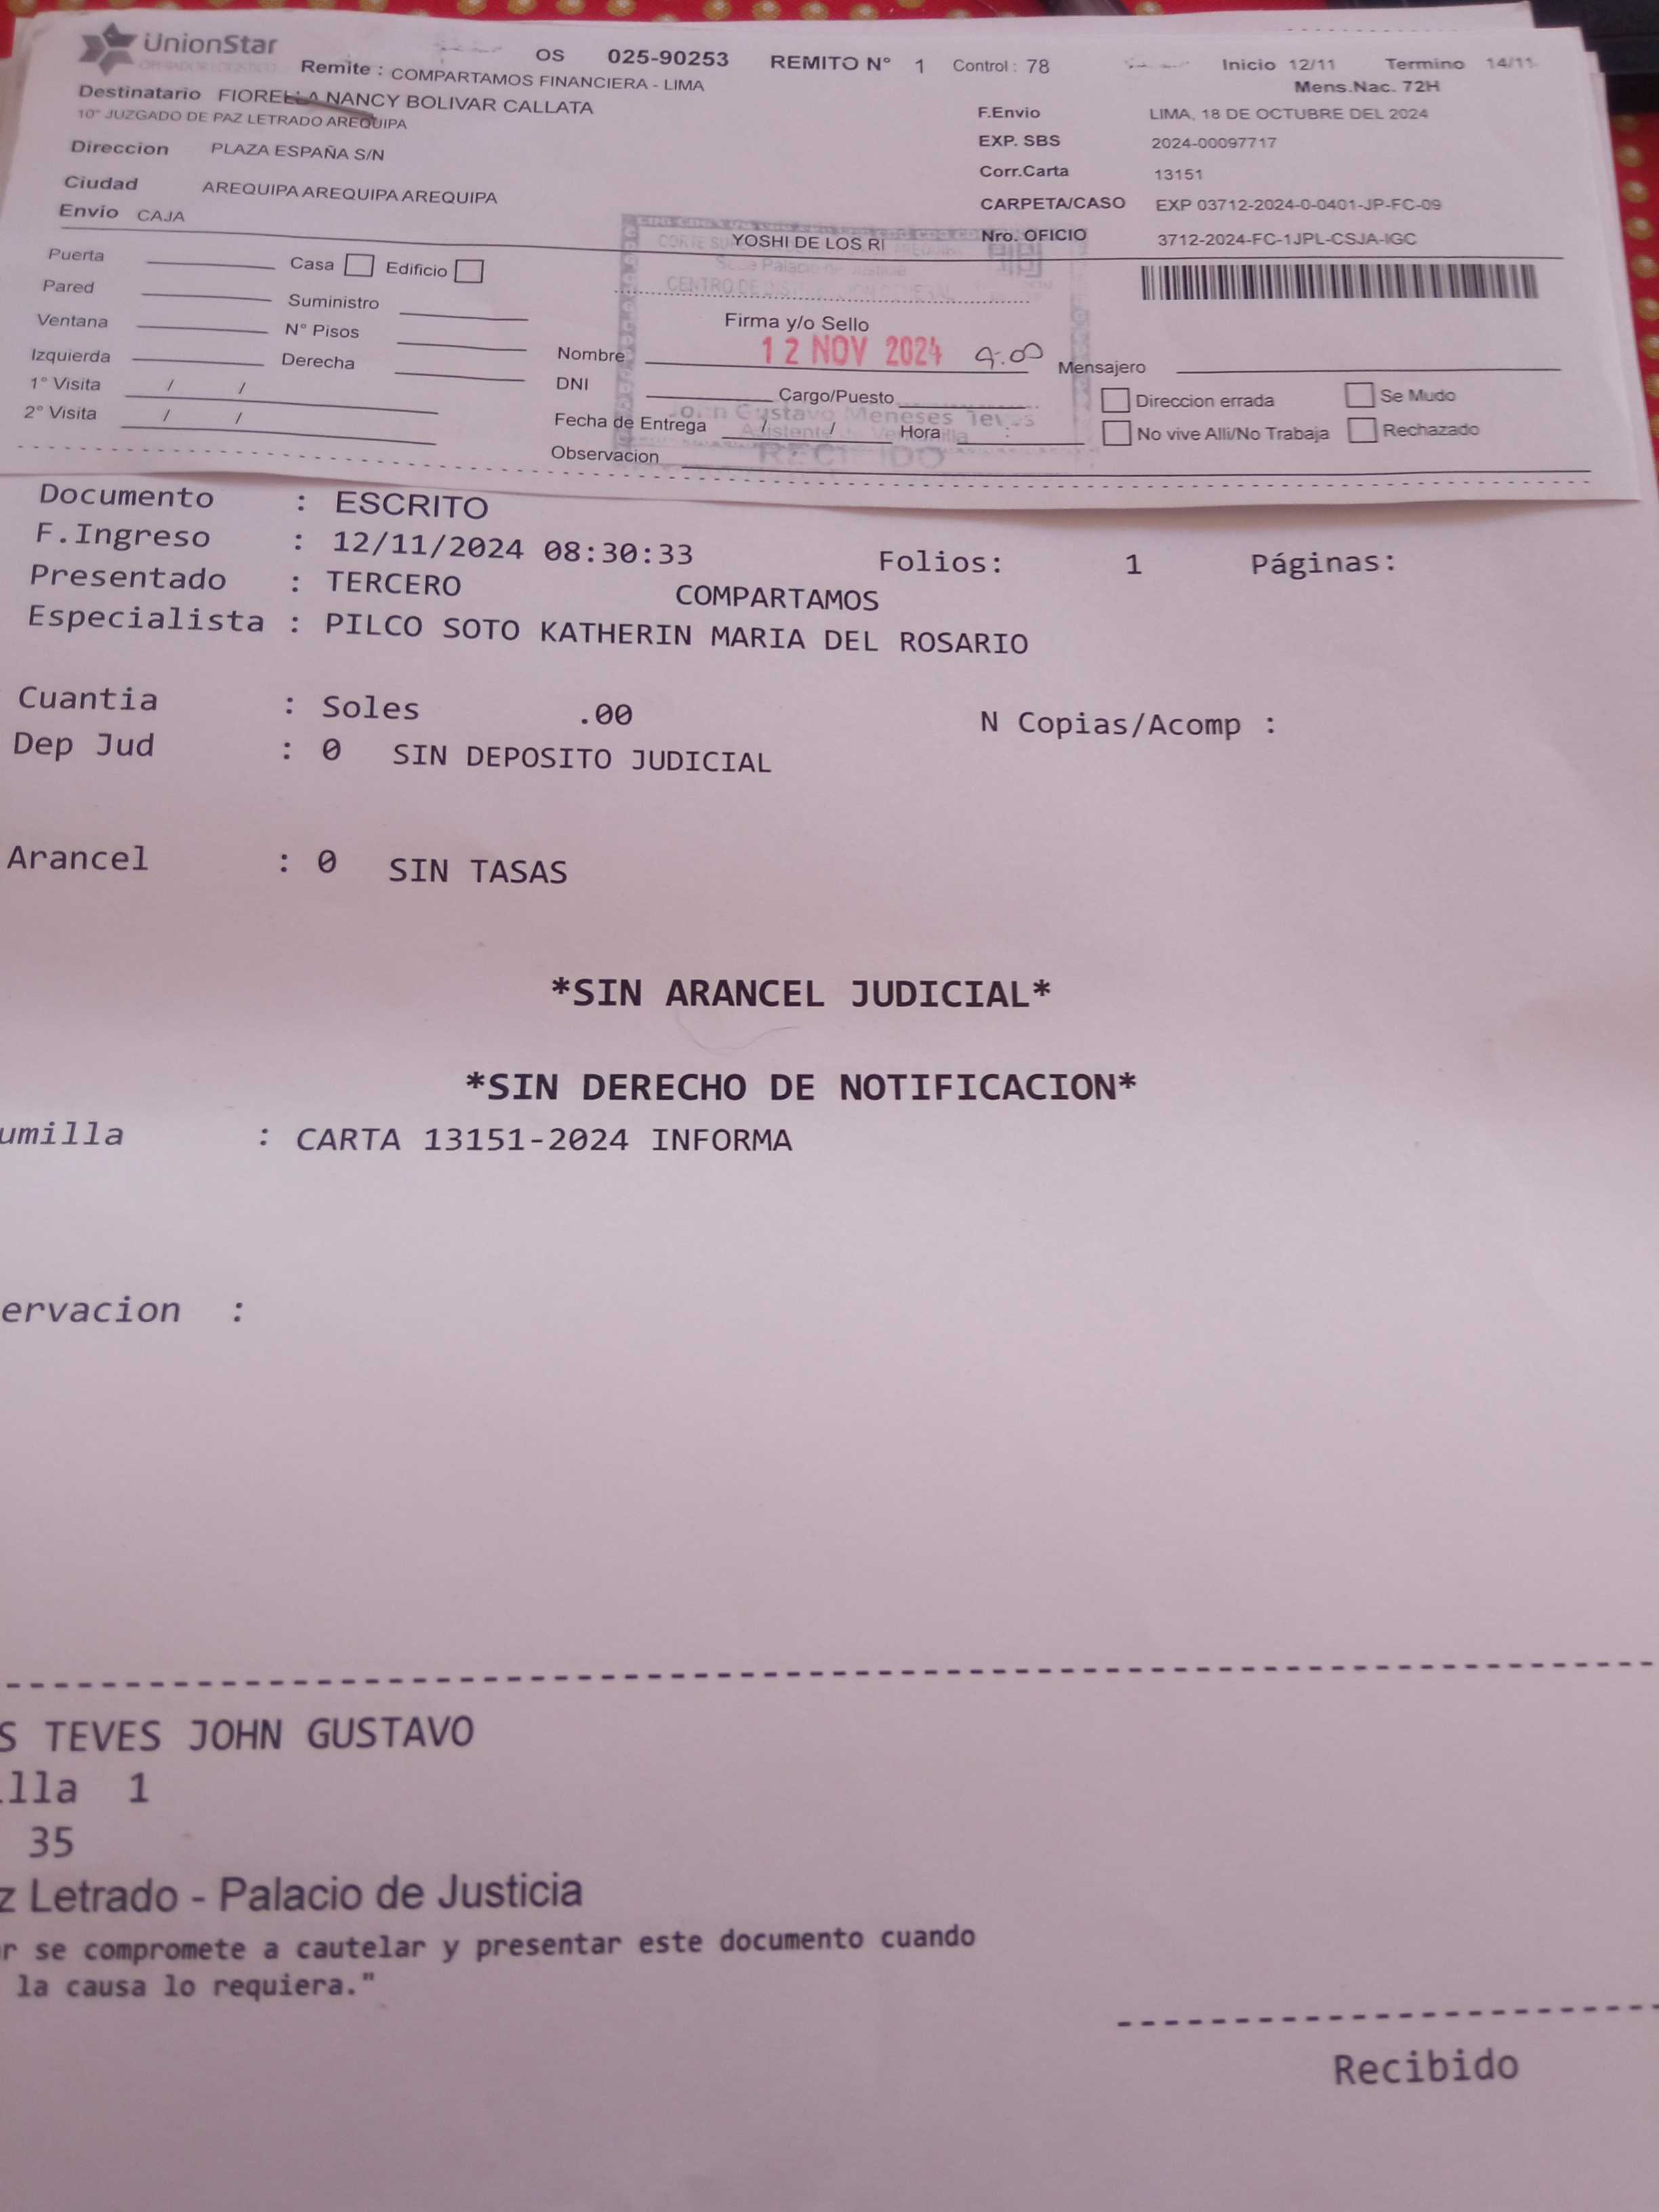 UnionStar
OS 025-90253 REMITO N° 1 Control : 78 Inicio 12/11 Termino 14/11
Remite : COMPARTAMOS FINANCIERA - LIMA Mens.Nac. 72H
Destinatario FIORELLA NANCY BOLIVAR CALLATA
10° JUZGADO DE PAZ LETRADO AREQUIPA
Direccion PLAZA ESPAÑA S/N
Ciudad AREQUIPA AREQUIPA AREQUIPA
Envio CAJA
F.Envio LIMA, 18 DE OCTUBRE DEL 2024
EXP. SBS 2024-00097717
Corr.Carta 13151
CARPETA/CASO EXP 03712-2024-0-0401-JP-FC-09
Nro. OFICIO 3712-2024-FC-1JPL-CSJA-IGC
YOSHI DE LOS RI
Puerta Casa Edificio
Pared Suministro
Ventana N° Pisos
Izquierda Derecha
1° Visita / /
2° Visita / /
Firma y/o Sello
12 NOV 2024 9:00
Nombre Mensajero
DNI Cargo/Puesto
Fecha de Entrega / / Hora :
Observacion
John Gustavo Meneses Teves
RECIBIDO
Direccion errada Se Mudo
No vive Alli/No Trabaja Rechazado
Documento : ESCRITO
F.Ingreso : 12/11/2024 08:30:33 Folios: 1 Páginas:
Presentado : TERCERO COMPARTAMOS
Especialista : PILCO SOTO KATHERIN MARIA DEL ROSARIO
Cuantia : Soles .00 N Copias/Acomp :
Dep Jud : 0 SIN DEPOSITO JUDICIAL
Arancel : 0 SIN TASAS
*SIN ARANCEL JUDICIAL*
*SIN DERECHO DE NOTIFICACION*
umilla : CARTA 13151-2024 INFORMA
ervacion :
S TEVES JOHN GUSTAVO
illa 1
35
z Letrado - Palacio de Justicia
r se compromete a cautelar y presentar este documento cuando
la causa lo requiera."
Recibido